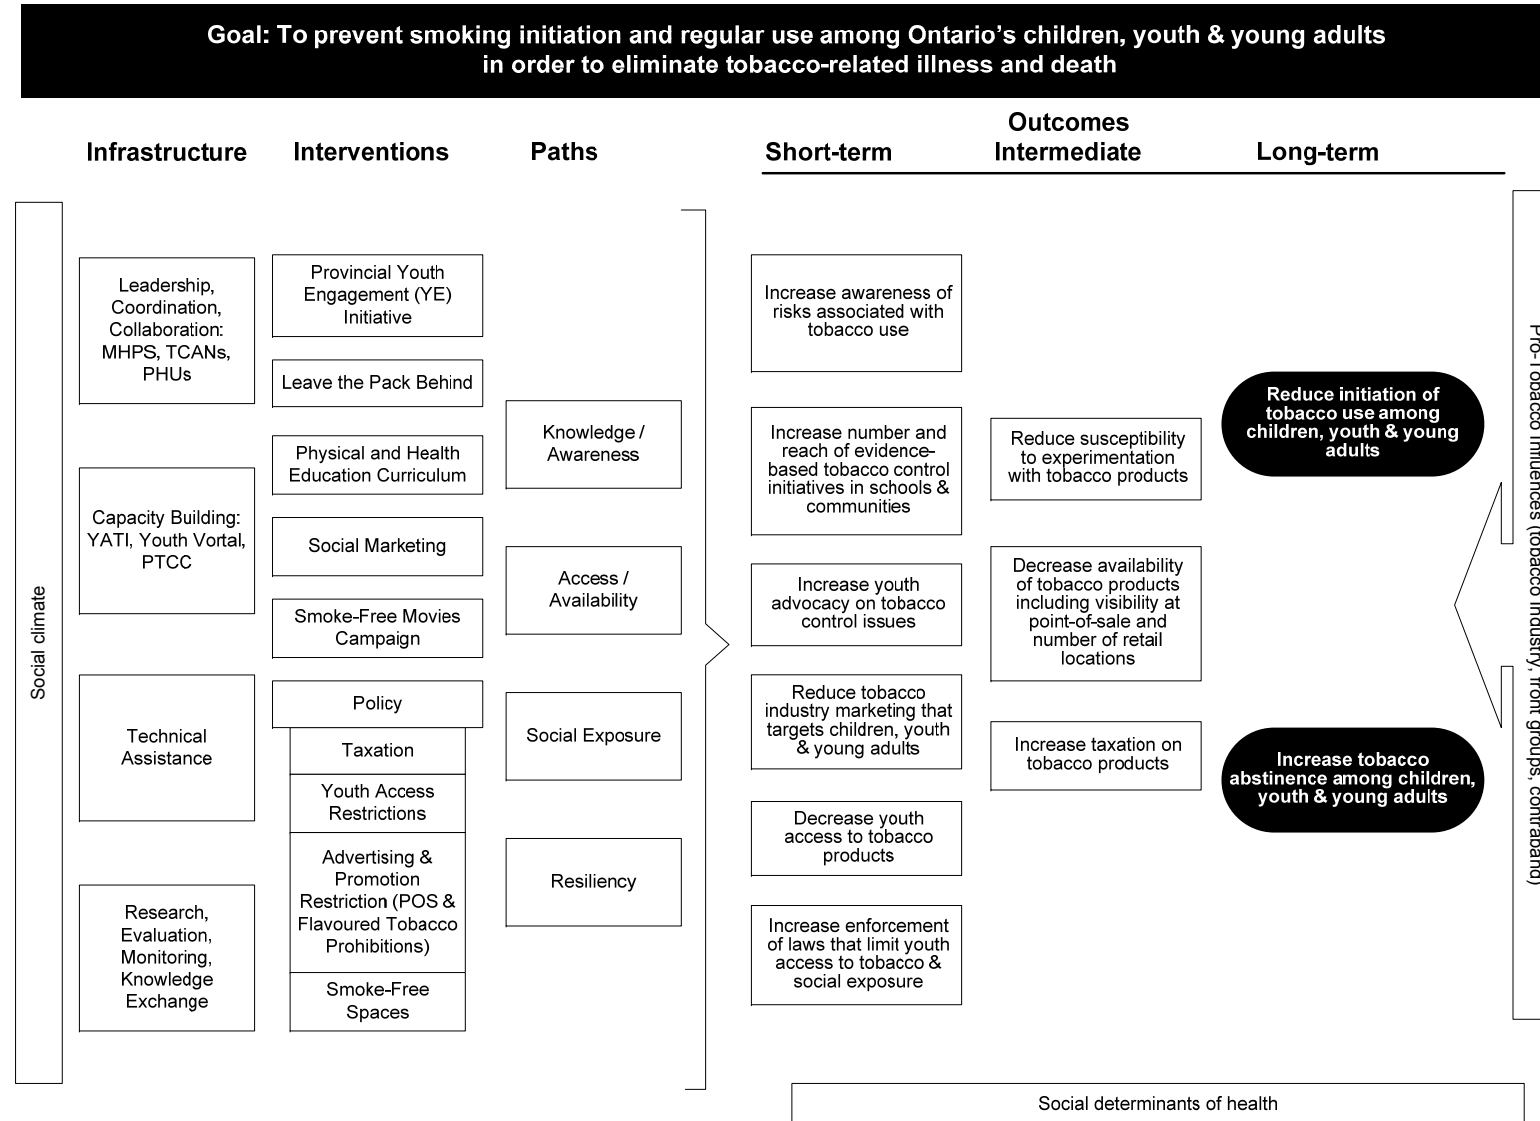 Goal: To prevent smoking initiation and regular use among Ontario's children, youth & young adults
in order to eliminate tobacco-related illness and death
Infrastructure
Interventions
Paths
Outcomes
Short-term
Intermediate
Long-term
Social climate
Leadership,
Coordination,
Collaboration:
MHPS, TCANs,
PHUs
Capacity Building:
YATI, Youth Vortal,
PTCC
Technical
Assistance
Research,
Evaluation,
Monitoring,
Knowledge
Exchange
Provincial Youth
Engagement (YE)
Initiative
Leave the Pack Behind
Physical and Health
Education Curriculum
Social Marketing
Smoke-Free Movies
Campaign
Policy
Taxation
Youth Access
Restrictions
Advertising &
Promotion
Restriction (POS &
Flavoured Tobacco
Prohibitions)
Smoke-Free
Spaces
Knowledge /
Awareness
Access /
Availability
Social Exposure
Resiliency
Increase awareness of
risks associated with
tobacco use
Increase number and
reach of evidence-
based tobacco control
initiatives in schools &
communities
Increase youth
advocacy on tobacco
control issues
Reduce tobacco
industry marketing that
targets children, youth
& young adults
Decrease youth
access to tobacco
products
Increase enforcement
of laws that limit youth
access to tobacco &
social exposure
Reduce susceptibility
to experimentation
with tobacco products
Decrease availability
of tobacco products
including visibility at
point-of-sale and
number of retail
locations
Increase taxation on
tobacco products
Reduce initiation of
tobacco use among
children, youth & young
adults
Increase tobacco
abstinence among children,
youth & young adults
Pro-Tobacco Influences (tobacco industry, front groups, contraband)
Social determinants of health